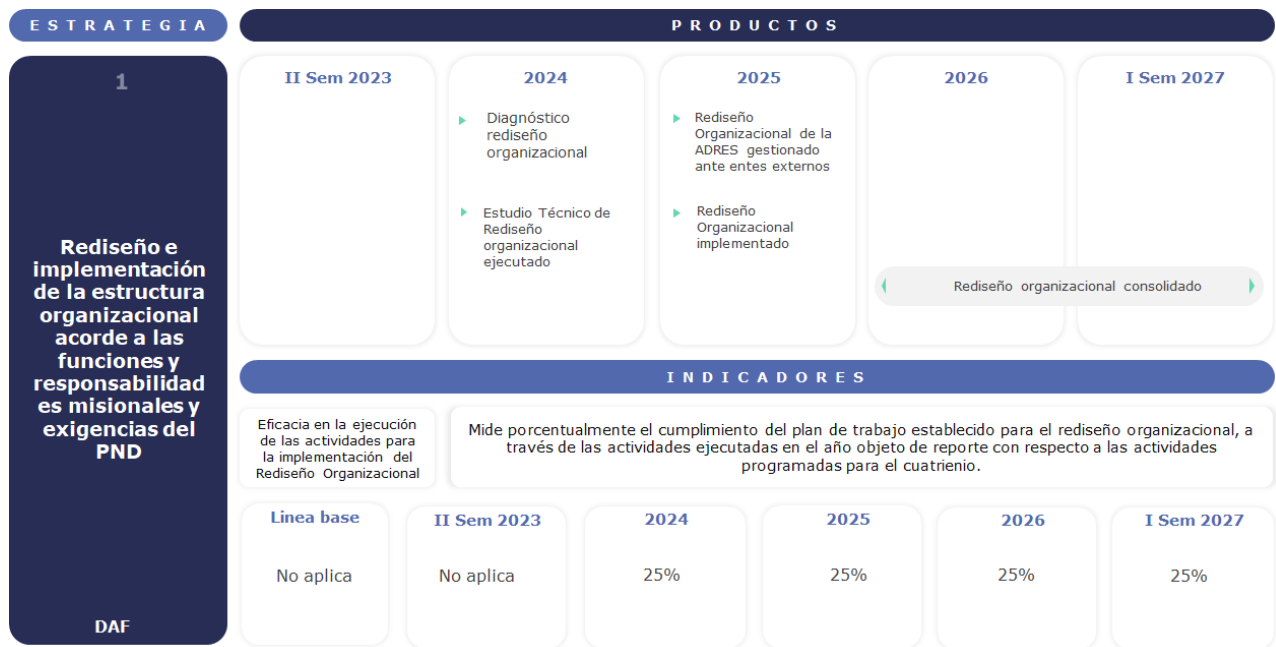 ESTRATEGIA
PRODUCTOS
1
Rediseño e
implementación
de la estructura
organizacional
acorde a las
funciones y
responsabilidad
es misionales y
exigencias del
PND
DAF
II Sem 2023
2024
Diagnóstico
rediseño
organizacional
Estudio Técnico de
Rediseño
organizacional
ejecutado
2025
Rediseño
Organizacional de la
ADRES gestionado
ante entes externos
Rediseño
Organizacional
implementado
2026
I Sem 2027
Rediseño organizacional consolidado
INDICADORES
Eficacia en la ejecución
de las actividades para
la implementación del
Rediseño Organizacional
Mide porcentualmente el cumplimiento del plan de trabajo establecido para el rediseño organizacional, a
través de las actividades ejecutadas en el año objeto de reporte con respecto a las actividades
programadas para el cuatrienio.
Linea base
No aplica
II Sem 2023
No aplica
2024
25%
2025
25%
2026
25%
I Sem 2027
25%